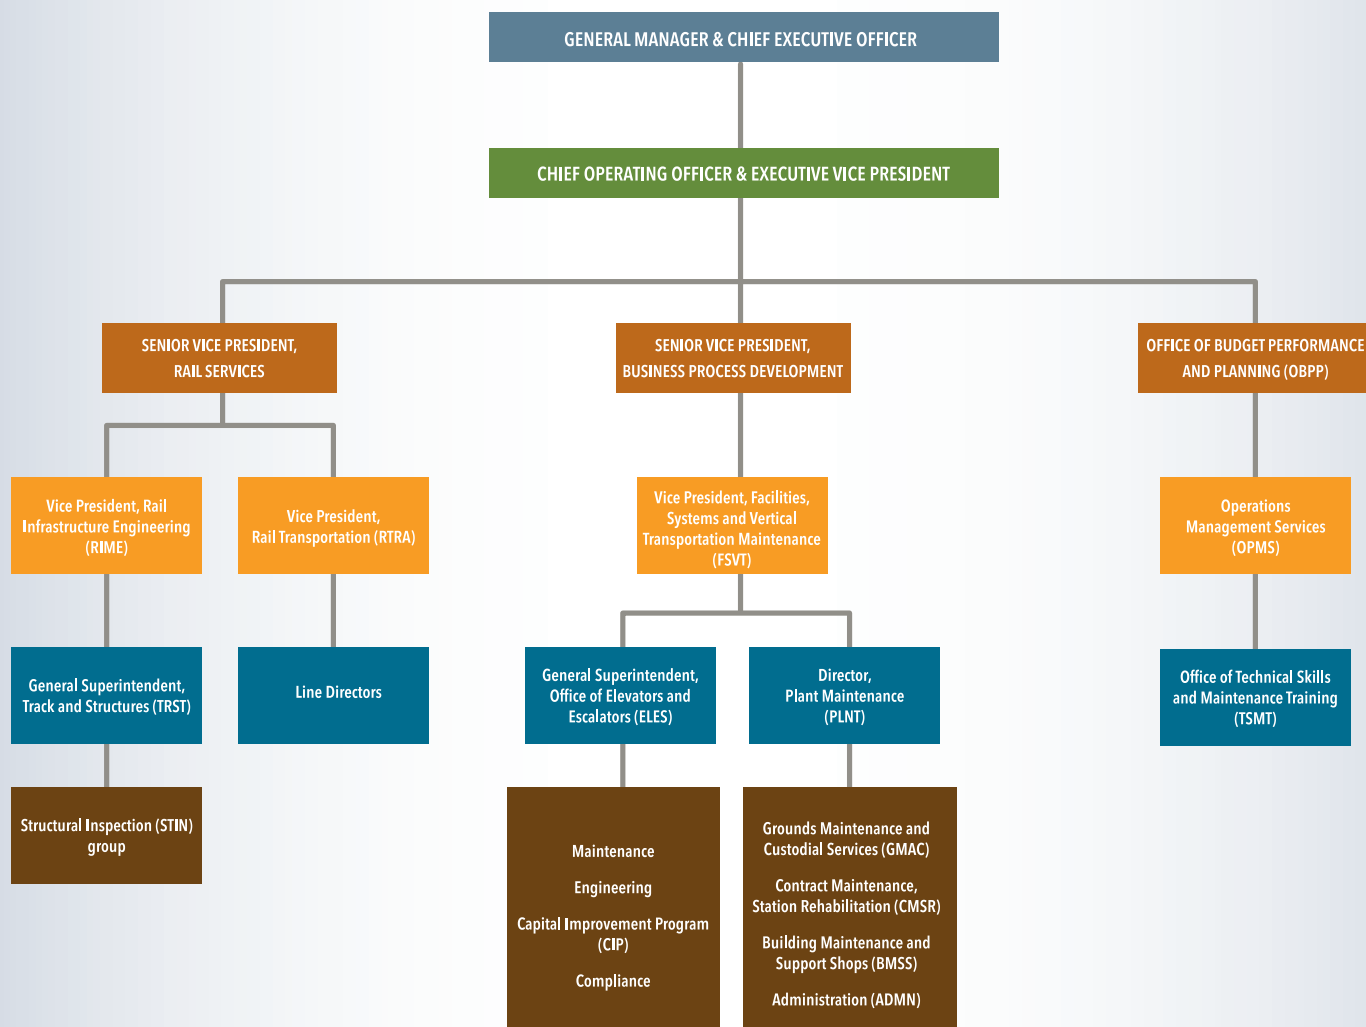 GENERAL MANAGER & CHIEF EXECUTIVE OFFICER
CHIEF OPERATING OFFICER & EXECUTIVE VICE PRESIDENT
SENIOR VICE PRESIDENT,
RAIL SERVICES
SENIOR VICE PRESIDENT,
BUSINESS PROCESS DEVELOPMENT
OFFICE OF BUDGET PERFORMANCE
AND PLANNING (OBPP)
Vice President, Rail
Infrastructure Engineering
(RIME)
Vice President,
Rail Transportation (RTRA)
Vice President, Facilities,
Systems and Vertical
Transportation Maintenance
(FSVT)
Operations
Management Services
(OPMS)
General Superintendent,
Track and Structures (TRST)
Line Directors
General Superintendent,
Office of Elevators and
Escalators (ELES)
Director,
Plant Maintenance
(PLNT)
Office of Technical Skills
and Maintenance Training
(TSMT)
Structural Inspection (STIN)
group
Maintenance
Engineering
Capital Improvement Program
(CIP)
Compliance
Grounds Maintenance and
Custodial Services (GMAC)
Contract Maintenance,
Station Rehabilitation (CMSR)
Building Maintenance and
Support Shops (BMSS)
Administration (ADMN)